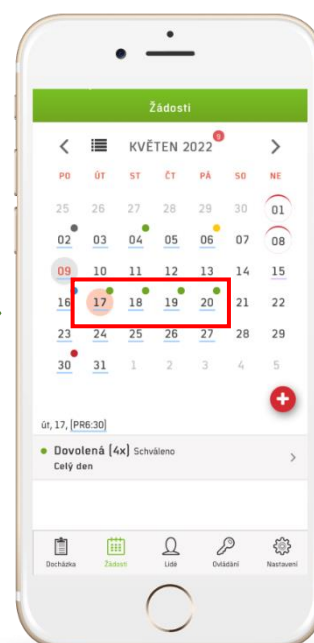 Žádosti
KVĚTEN 2022 9
PO ÚT ST ČT PÁ SO NE
25 26 27 28 29 30 01
02 03 04 05 06 07 08
09 10 11 12 13 14 15
16 17 18 19 20 21 22
23 24 25 26 27 28 29
30 31 1 2 3 4 5
út, 17, [PR6:30]
Dovolená (4x) Schváleno
Celý den
Docházka Žádosti Lidé Ovládání Nastavení